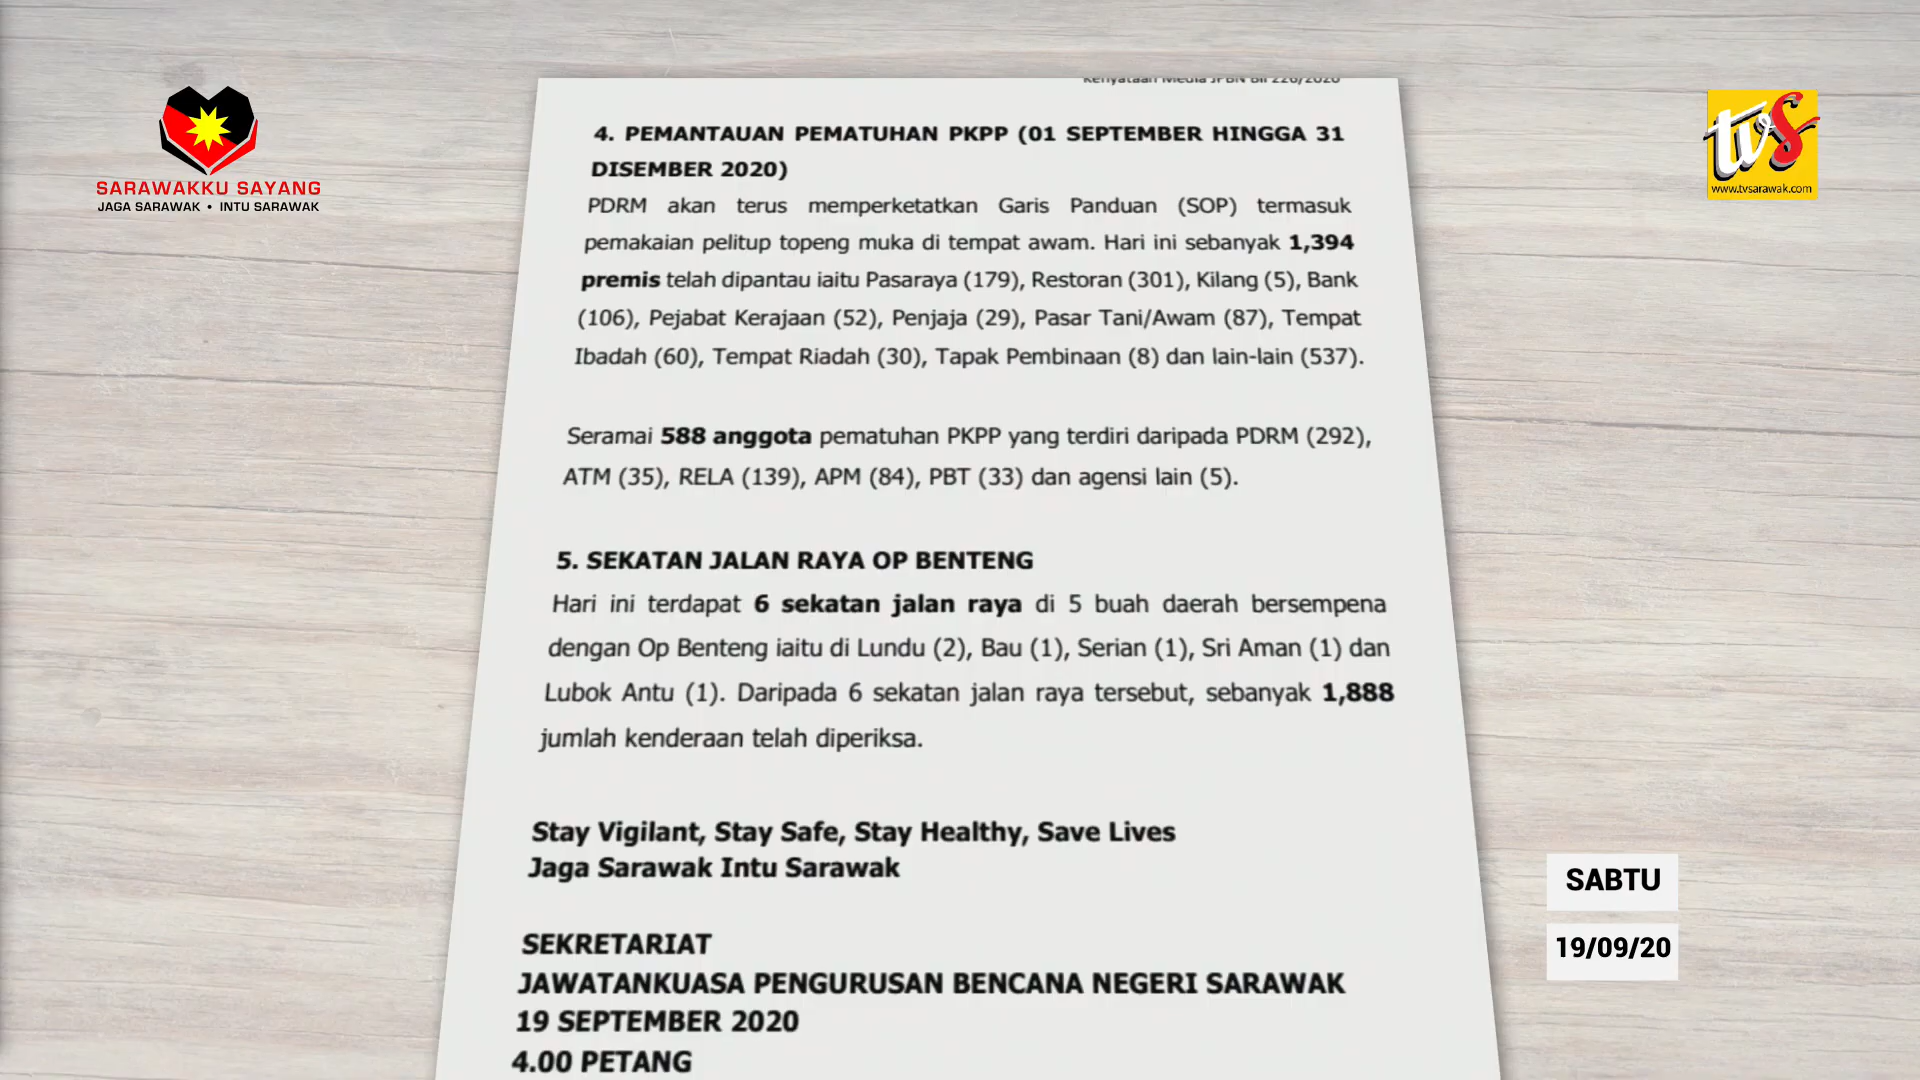 Kenyataan Media JPBN Bil 226/2020
SARAWAKKU SAYANG
JAGA SARAWAK • INTU SARAWAK
tvS
www.tvsarawak.com
4. PEMANTAUAN PEMATUHAN PKPP (01 SEPTEMBER HINGGA 31
DISEMBER 2020)
PDRM akan terus memperketatkan Garis Panduan (SOP) termasuk
pemakaian pelitup topeng muka di tempat awam. Hari ini sebanyak 1,394
premis telah dipantau iaitu Pasaraya (179), Restoran (301), Kilang (5), Bank
(106), Pejabat Kerajaan (52), Penjaja (29), Pasar Tani/Awam (87), Tempat
Ibadah (60), Tempat Riadah (30), Tapak Pembinaan (8) dan lain-lain (537).
Seramai 588 anggota pematuhan PKPP yang terdiri daripada PDRM (292),
ATM (35), RELA (139), APM (84), PBT (33) dan agensi lain (5).
5. SEKATAN JALAN RAYA OP BENTENG
Hari ini terdapat 6 sekatan jalan raya di 5 buah daerah bersempena
dengan Op Benteng iaitu di Lundu (2), Bau (1), Serian (1), Sri Aman (1) dan
Lubok Antu (1). Daripada 6 sekatan jalan raya tersebut, sebanyak 1,888
jumlah kenderaan telah diperiksa.
Stay Vigilant, Stay Safe, Stay Healthy, Save Lives
Jaga Sarawak Intu Sarawak
SEKRETARIAT
JAWATANKUASA PENGURUSAN BENCANA NEGERI SARAWAK
19 SEPTEMBER 2020
4.00 PETANG
SABTU
19/09/20